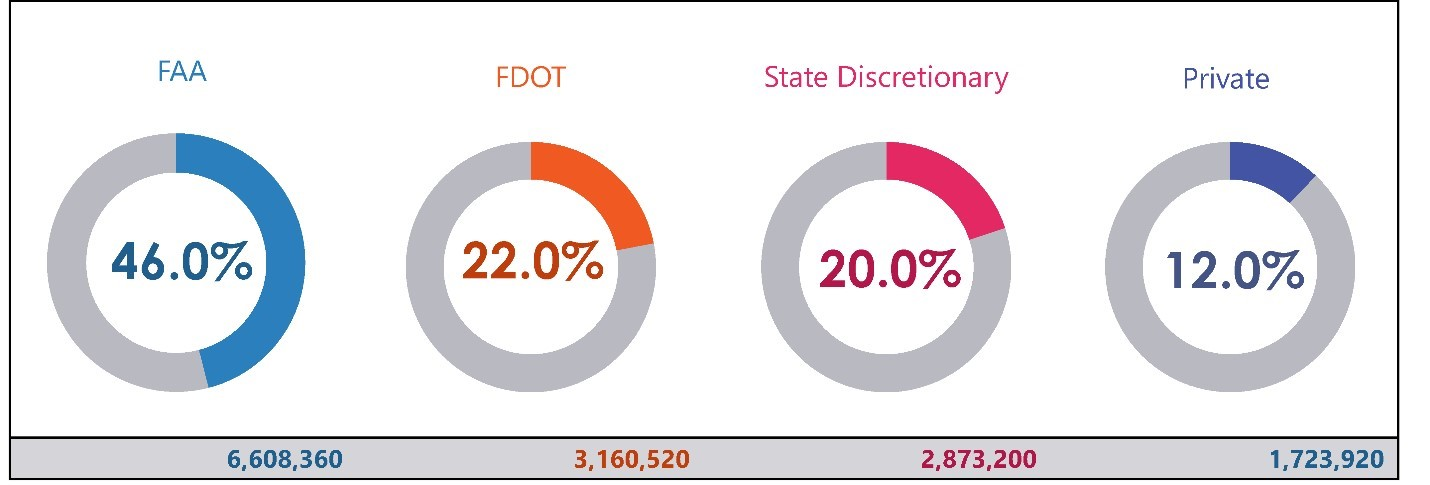 FAA
FDOT
State Discretionary
Private
46.0%
22.0%
20.0%
12.0%
6,608,360
3,160,520
2,873,200
1,723,920